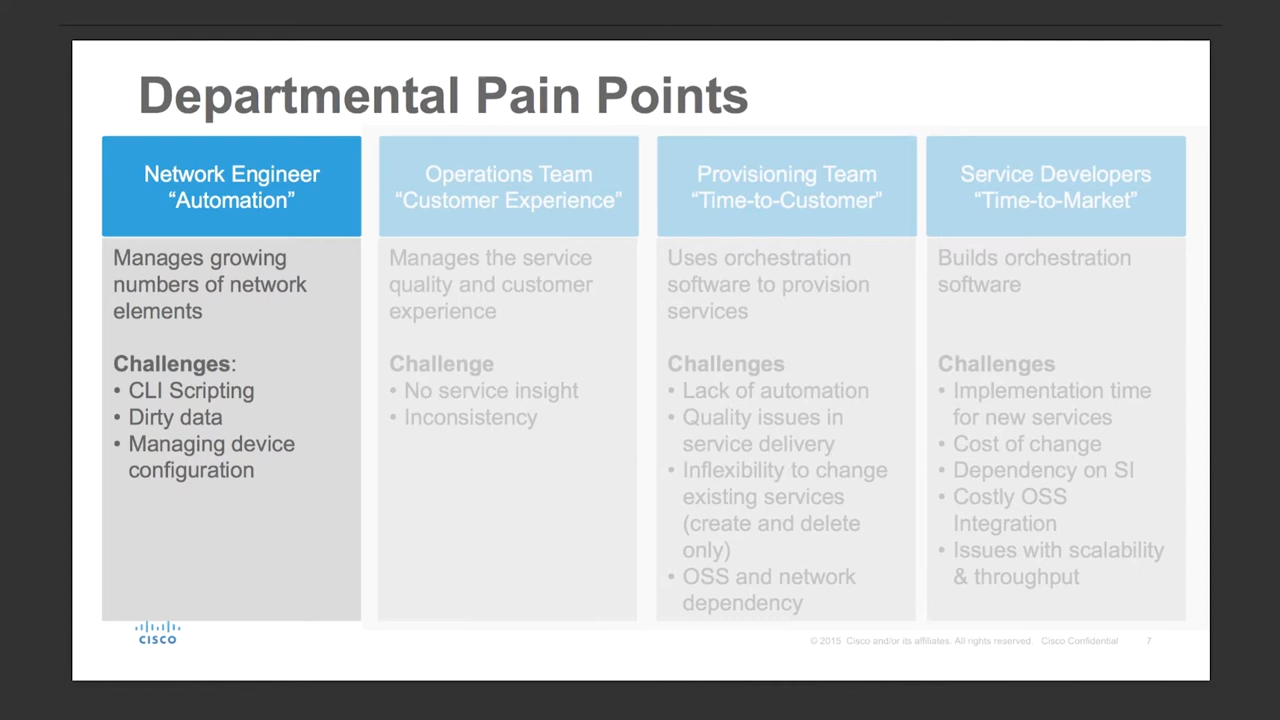 Departmental Pain Points
Network Engineer
“Automation”
Manages growing
numbers of network
elements
Challenges:
• CLI Scripting
• Dirty data
• Managing device
configuration
Operations Team
“Customer Experience”
Manages the service
quality and customer
experience
Challenge
• No service insight
• Inconsistency
Provisioning Team
“Time-to-Customer”
Uses orchestration
software to provision
services
Challenges
• Lack of automation
• Quality issues in
service delivery
• Inflexibility to change
existing services
(create and delete
only)
• OSS and network
dependency
Service Developers
“Time-to-Market”
Builds orchestration
software
Challenges
• Implementation time
for new services
• Cost of change
• Dependency on SI
• Costly OSS
Integration
• Issues with scalability
& throughput
CISCO
© 2015 Cisco and/or its affiliates. All rights reserved. Cisco Confidential 7